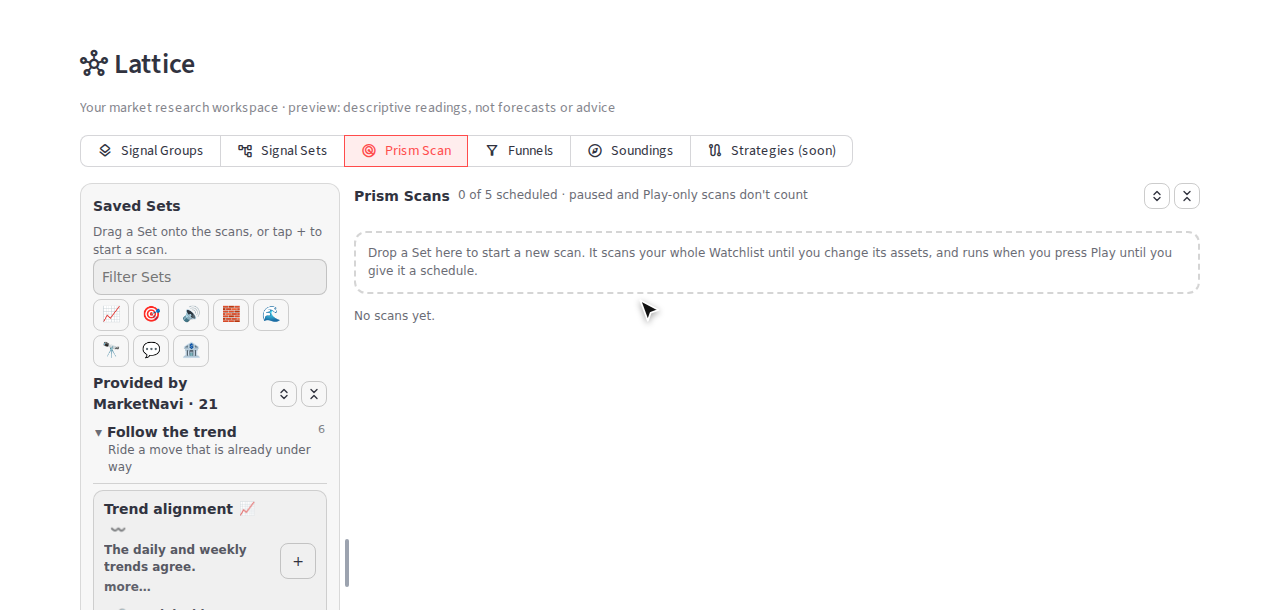 Lattice
Your market research workspace · preview: descriptive readings, not forecasts or advice
Signal Groups
Signal Sets
Prism Scan
Funnels
Soundings
Strategies (soon)
Saved Sets
Drag a Set onto the scans, or tap + to
start a scan.
Filter Sets
Provided by
MarketNavi · 21
▾ Follow the trend 6
Ride a move that is already under
way
Trend alignment
The daily and weekly
trends agree.
+
more...
Prism Scans 0 of 5 scheduled · paused and Play-only scans don't count
Drop a Set here to start a new scan. It scans your whole Watchlist until you change its assets, and runs when you press Play until you
give it a schedule.
No scans yet.